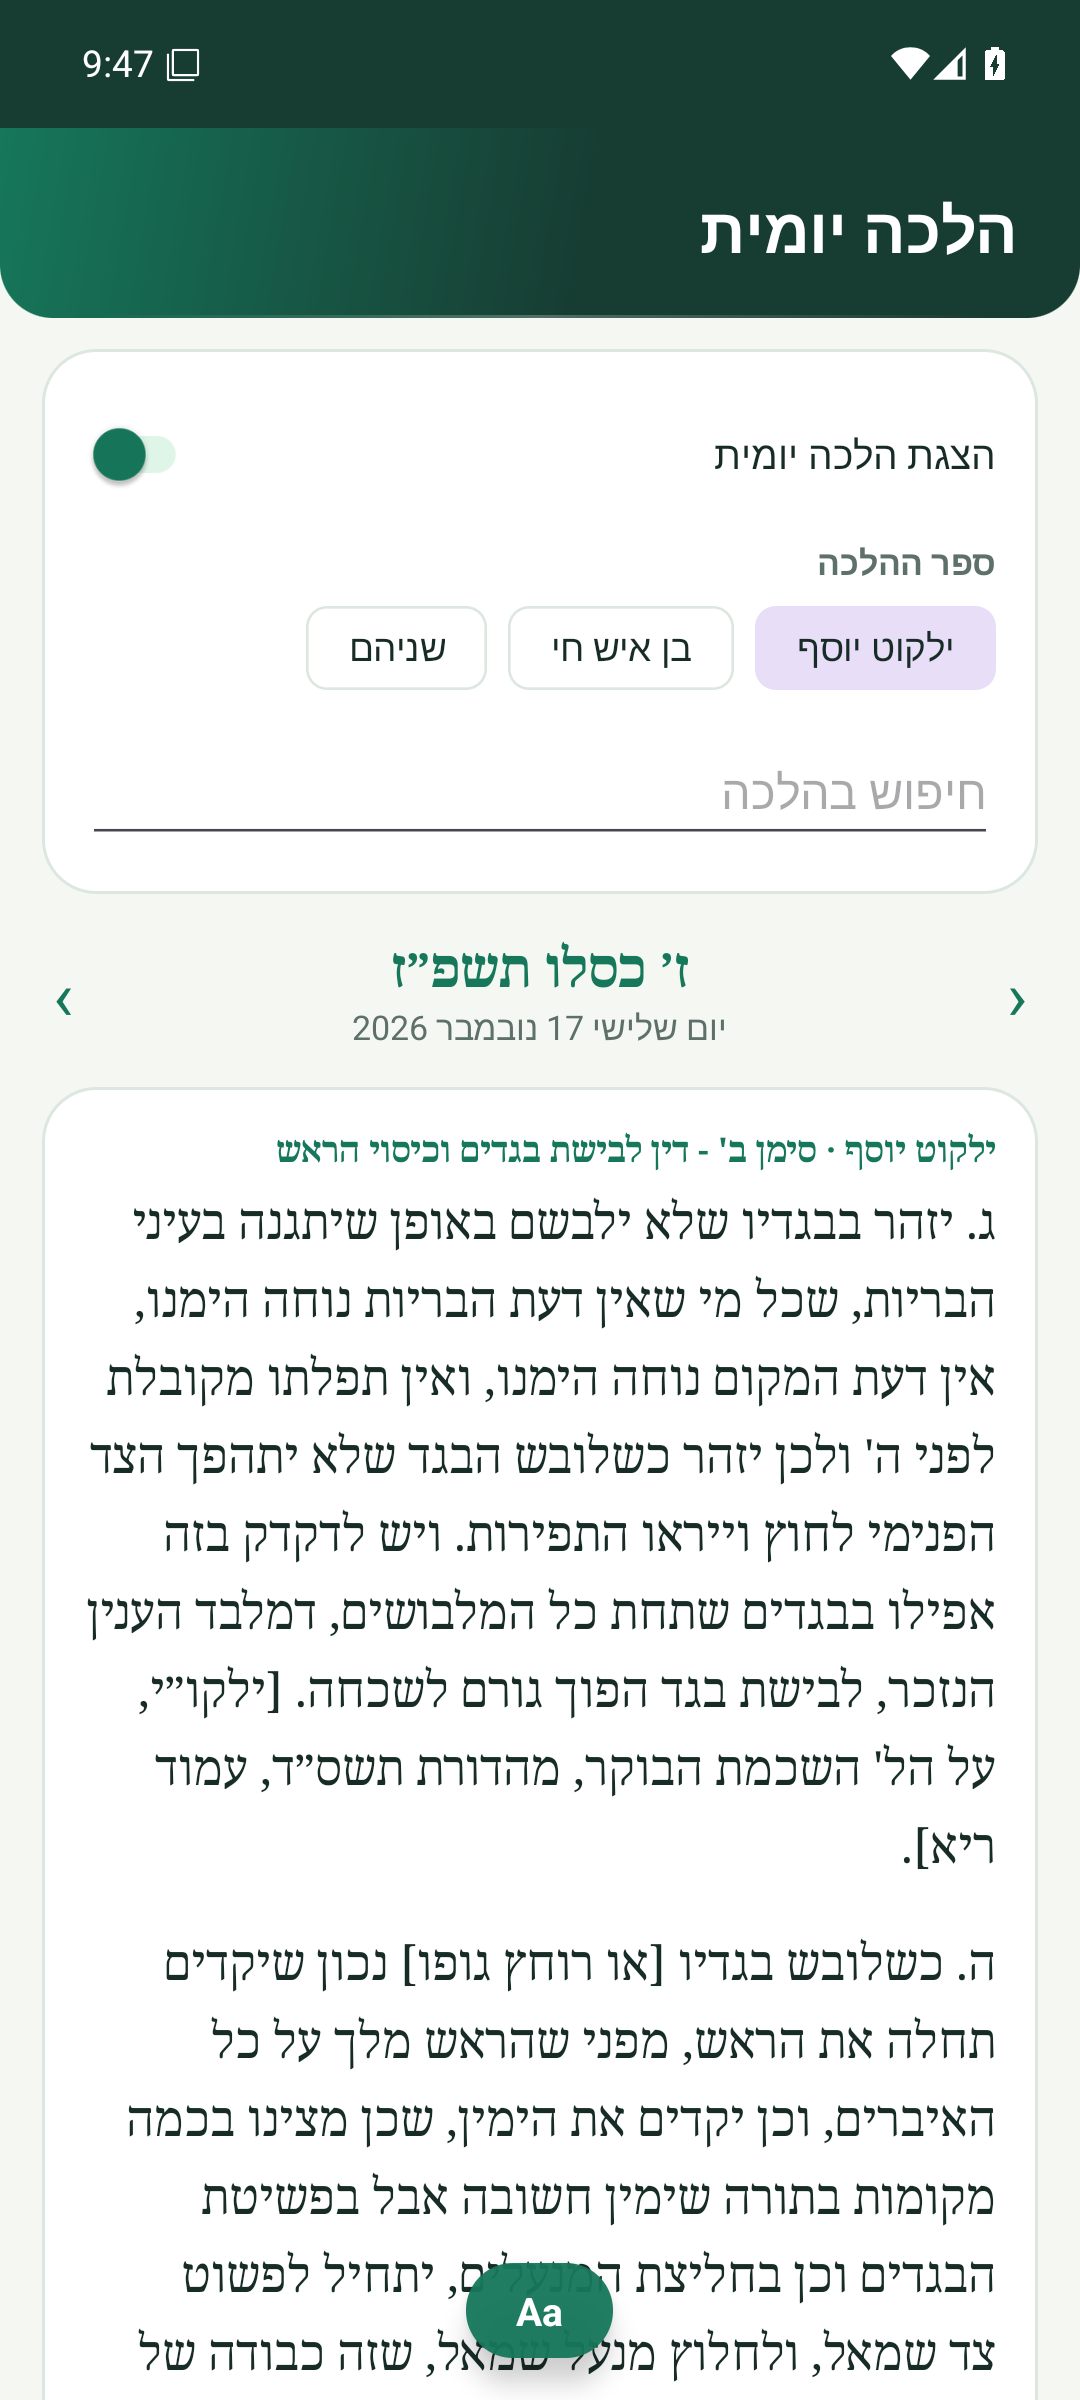 9:47
הלכה יומית
הצגת הלכה יומית
ספר ההלכה
ילקוט יוסף
בן איש חי
שניהם
חיפוש בהלכה
ז׳ כסלו תשפ״ז
יום שלישי 17 נובמבר 2026
ילקוט יוסף · סימן ב' - דין לבישת בגדים וכיסוי הראש
ג. יזהר בבגדיו שלא ילבשם באופן שיתגנה בעיני
הבריות, שכל מי שאין דעת הבריות נוחה הימנו,
אין דעת המקום נוחה הימנו, ואין תפלתו מקובלת
לפני ה' ולכן יזהר כשלובש הבגד שלא יתהפך הצד
הפנימי לחוץ וייראו התפירות. ויש לדקדק בזה
אפילו בבגדים שתחת כל המלבושים, דמלבד הענין
הנזכר, לבישת בגד הפוך גורם לשכחה. [ילקו״י,
על הל' השכמת הבוקר, מהדורת תשס״ד, עמוד
ריא].
ה. כשלובש בגדיו [או רוחץ גופו] נכון שיקדים
תחלה את הראש, מפני שהראש מלך על כל
האיברים, וכן יקדים את הימין, שכן מצינו בכמה
מקומות בתורה שימין חשובה אבל בפשיטת
הבגדים וכן בחליצת המנעלים, יתחיל לפשוט
צד שמאל, ולחלוץ מנעל שמאל, שזה כבודה של
Aa